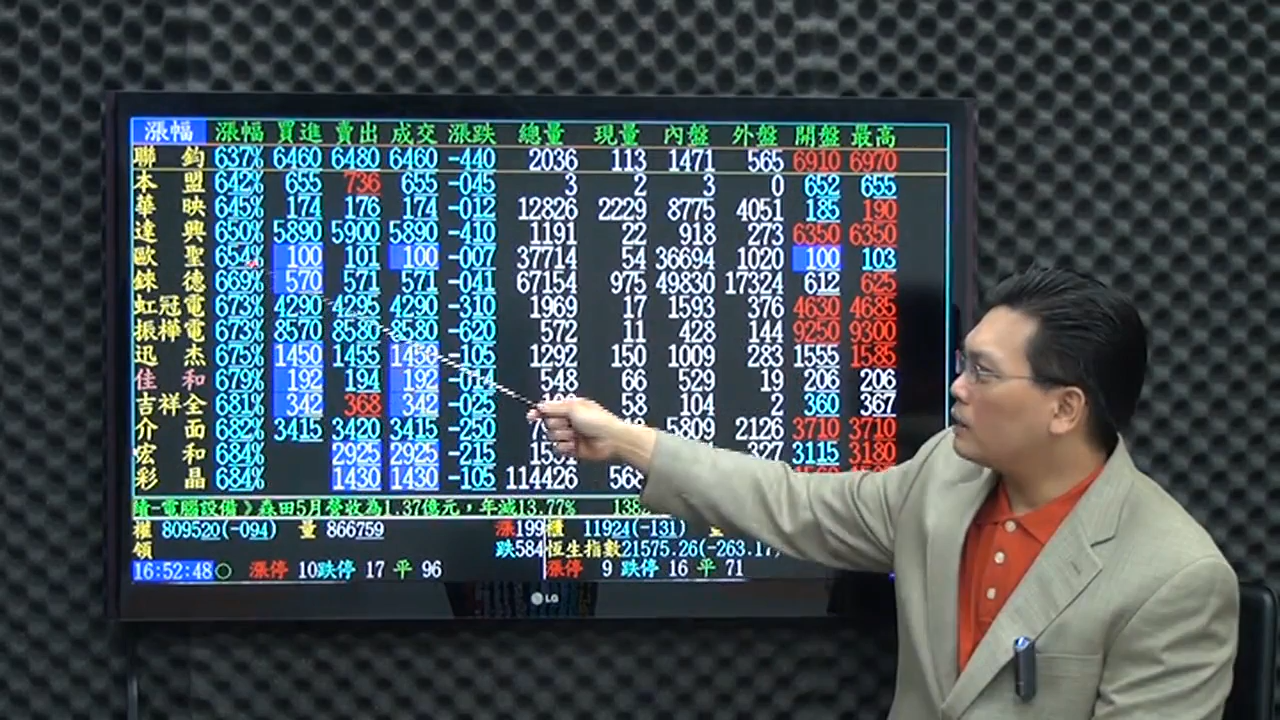 漲幅 漲幅 買進 賣出 成交 漲跌 總量 現量 內盤 外盤 開盤 最高
聯鈞 637% 6460 6480 6460 -440 2036 113 1471 565 6910 6970
本盟 642% 655 736 655 -045 3 2 3 0 652 655
華映 645% 174 176 174 -012 12826 2229 8775 4051 185 190
達興 650% 5890 5900 5890 -410 1191 22 918 273 6350 6350
歐聖 654% 100 101 100 -007 37714 54 36694 1020 100 103
錸德 669% 570 571 571 -041 67154 975 49830 17324 612 625
虹冠電 673% 4290 4295 4290 -310 1969 17 1593 376 4630 4685
振樺電 673% 8570 8580 8580 -620 572 11 428 144 9250 9300
迅杰 675% 1450 1455 1450 -105 1292 150 1009 283 1555 1585
佳和 679% 192 194 192 -014 548 66 529 19 206 206
吉祥全 681% 342 368 342 -025 58 104 2 360 367
介面 682% 3415 3420 3415 -250 5809 2126 3710 3710
宏和 684% 2925 2925 -215 327 3115 3180
彩晶 684% 1430 1430 -105 114426
績-電腦設備》森田5月營收為1.37億元，年減13.77%
權 809520(-094) 量 866759 漲199 櫃 11924(-131)
領 跌584 恆生指數21575.26(-263.17)
16:52:48 漲停 10 跌停 17 平 96 漲停 9 跌停 16 平 71
LG